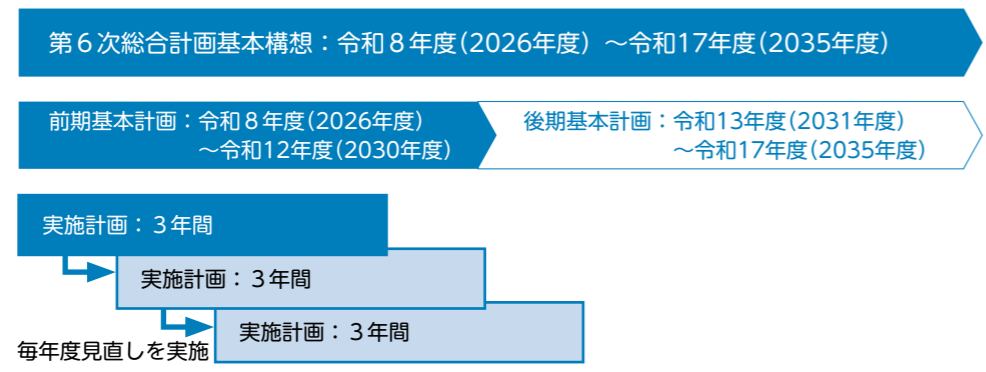 第６次総合計画基本構想：令和８年度(2026年度）～令和17年度(2035年度）
前期基本計画：令和８年度(2026年度）
～令和12年度(2030年度）
後期基本計画：令和13年度(2031年度）
～令和17年度(2035年度）
実施計画：３年間
実施計画：３年間
実施計画：３年間
毎年度見直しを実施